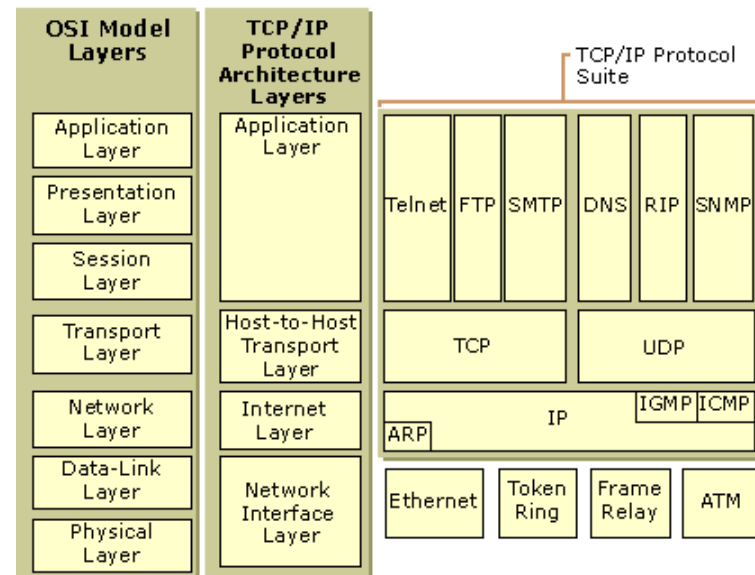 OSI Model
Layers
Application
Layer
Presentation
Layer
Session
Layer
Transport
Layer
Network
Layer
Data-Link
Layer
Physical
Layer
TCP/IP
Protocol
Architecture
Layers
Application
Layer
Host-to-Host
Transport
Layer
Internet
Layer
Network
Interface
Layer
TCP/IP Protocol
Suite
Telnet
FTP
SMTP
DNS
RIP
SNMP
TCP
UDP
IP
IGMP
ICMP
ARP
Ethernet
Token
Ring
Frame
Relay
ATM